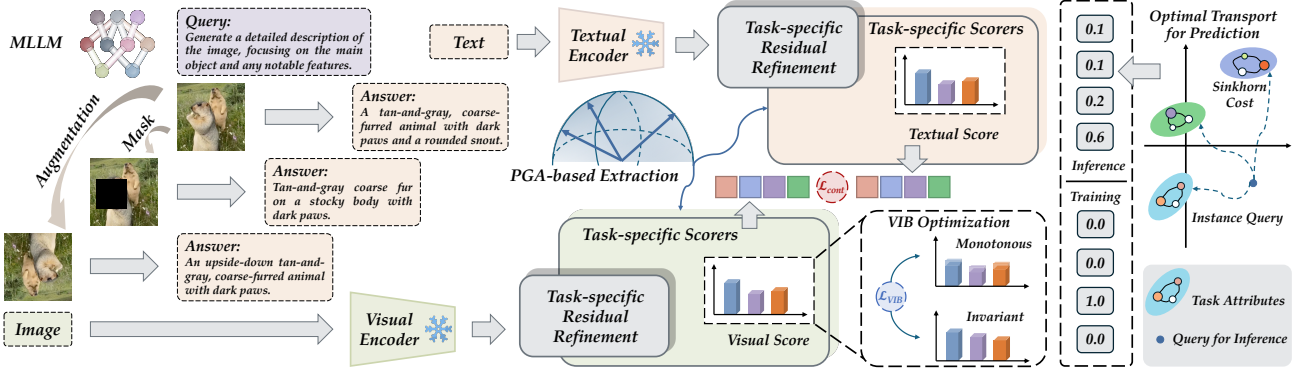 MLLM
Query:
Generate a detailed description
of the image, focusing on the main
object and any notable features.
Augmentation
Mask
Answer:
A tan-and-gray, coarse-
furred animal with dark
paws and a rounded snout.
Answer:
Tan-and-gray coarse fur
on a stocky body with
dark paws.
Answer:
An upside-down tan-and-
gray, coarse-furred animal
with dark paws.
Image
Visual
Encoder
Text
Textual
Encoder
Task-specific
Residual
Refinement
Task-specific Scorers
Textual Score
PGA-based Extraction
L_cont
Task-specific Scorers
Task-specific
Residual
Refinement
Visual Score
VIB Optimization
Monotonous
L_VIB
Invariant
0.1
0.1
0.2
0.6
Inference
Training
0.0
0.0
1.0
0.0
Optimal Transport
for Prediction
Sinkhorn
Cost
Instance Query
Task Attributes
Query for Inference